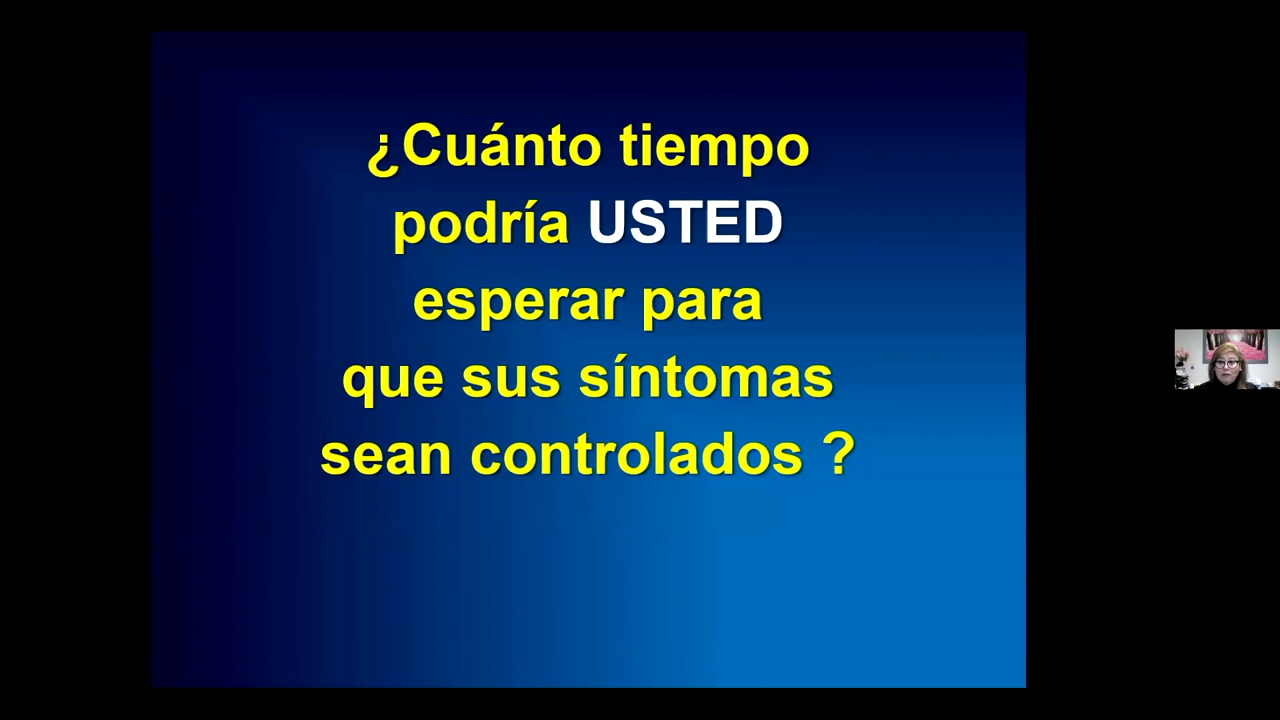 ¿Cuánto tiempo
podría USTED
esperar para
que sus síntomas
sean controlados ?